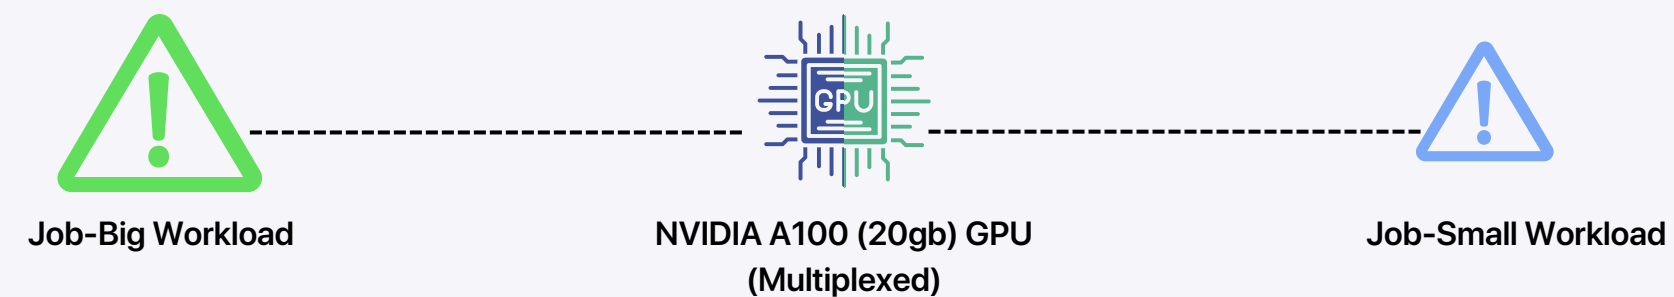 GPU
Job-Big Workload
NVIDIA A100 (20gb) GPU
(Multiplexed)
Job-Small Workload